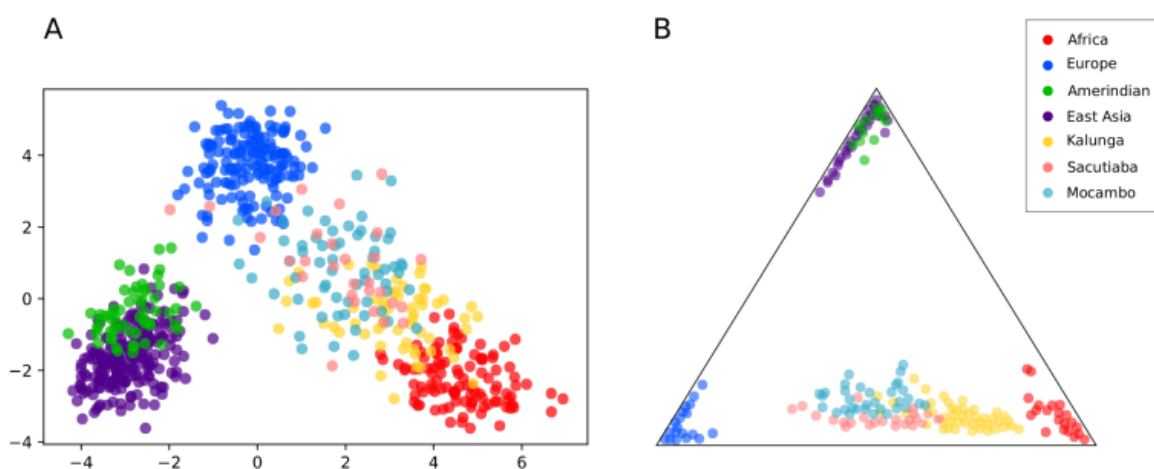 A
B
Africa
Europe
Amerindian
East Asia
Kalunga
Sacutiaba
Mocambo
4
2
0
−2
−4
−4 −2 0 2 4 6